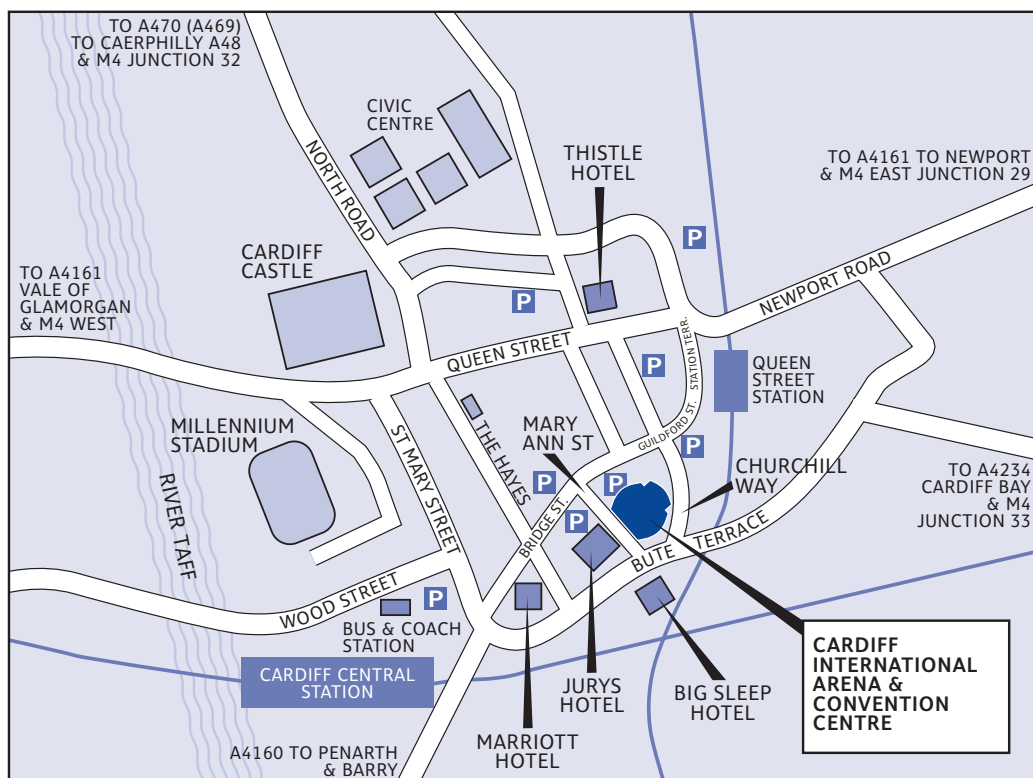 TO A470 (A469)
TO CAERPHILLY A48
& M4 JUNCTION 32
CIVIC
CENTRE
THISTLE
HOTEL
TO A4161 TO NEWPORT
& M4 EAST JUNCTION 29
NORTH ROAD
P
CARDIFF
CASTLE
TO A4161
VALE OF
GLAMORGAN
& M4 WEST
P
NEWPORT ROAD
QUEEN STREET
STATION TERR.
P
QUEEN
STREET
STATION
MILLENNIUM
STADIUM
ST MARY STREET
THE HAYES
MARY
ANN ST
GUILDFORD ST.
P
CHURCHILL
WAY
P
P
TO A4234
CARDIFF BAY
& M4
JUNCTION 33
RIVER TAFF
BRIDGE ST.
P
BUTE TERRACE
WOOD STREET
P
BUS & COACH
STATION
CARDIFF CENTRAL
STATION
JURYS
HOTEL
BIG SLEEP
HOTEL
MARRIOTT
HOTEL
CARDIFF
INTERNATIONAL
ARENA &
CONVENTION
CENTRE
A4160 TO PENARTH
& BARRY